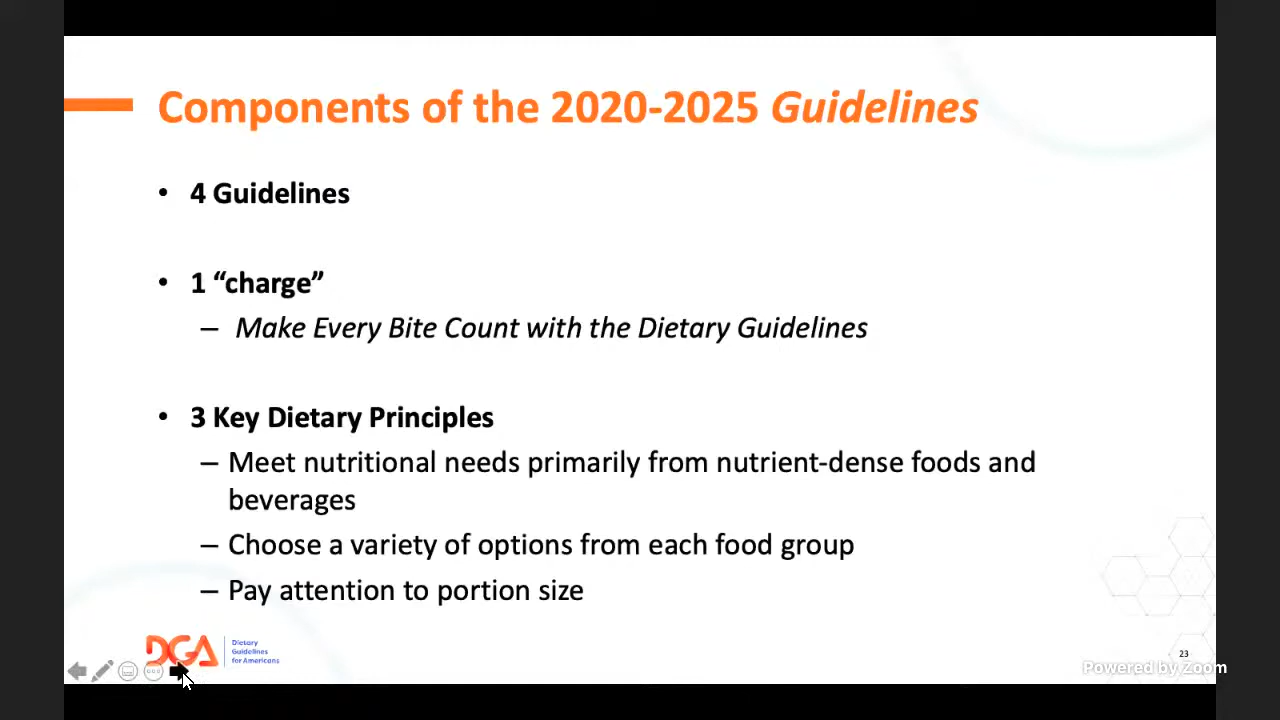 Components of the 2020-2025 Guidelines
• 4 Guidelines
• 1 “charge”
– Make Every Bite Count with the Dietary Guidelines
• 3 Key Dietary Principles
– Meet nutritional needs primarily from nutrient-dense foods and
beverages
– Choose a variety of options from each food group
– Pay attention to portion size
DGA
Dietary
Guidelines
for Americans
23
Powered by Zoom